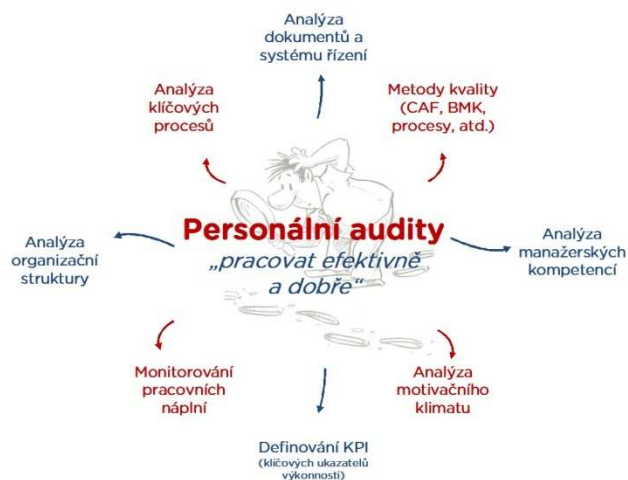 Analýza
dokumentů a
systému řízení
Analýza
klíčových
procesů
Metody kvality
(CAF, BMK,
procesy, atd.)
Personální audity
„pracovat efektivně
a dobře“
Analýza
organizační
struktury
Analýza
manažerských
kompetencí
Monitorování
pracovních
náplní
Analýza
motivačního
klimatu
Definování KPI
(klíčových ukazatelů
výkonnosti)